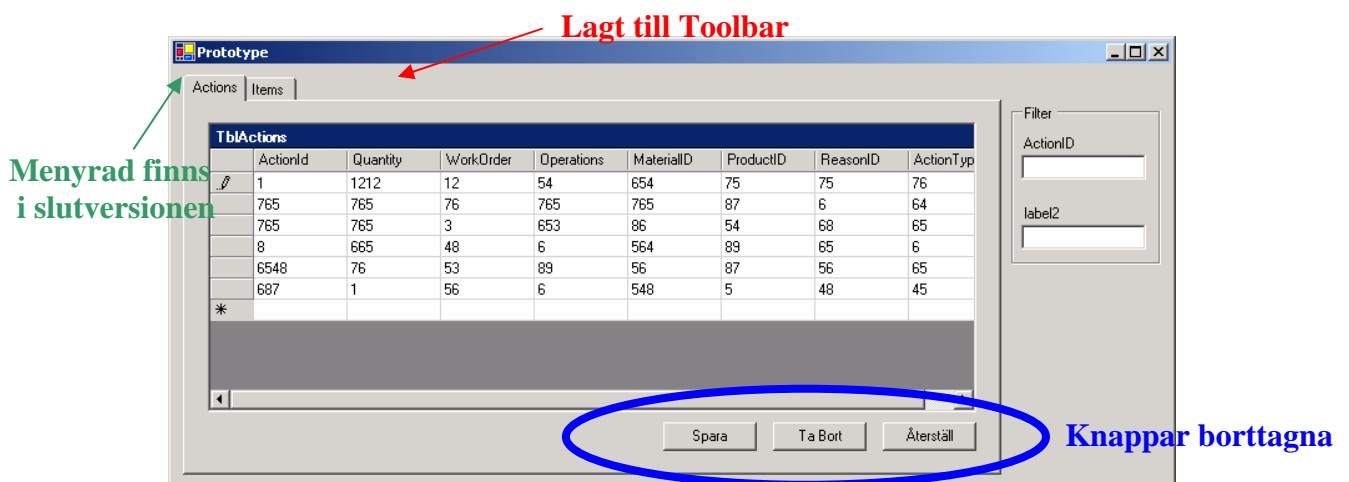 Lagt till Toolbar
Prototype
Actions Items
Filter
TblActions
ActionID
ActionId Quantity WorkOrder Operations MaterialID ProductID ReasonID ActionTyp
Menyrad finns
i slutversionen
1 1212 12 54 654 75 75 76
765 765 76 765 765 87 6 64
label2
765 765 3 653 86 54 68 65
8 665 48 6 564 89 65 6
6548 76 53 89 56 87 56 65
687 1 56 6 548 5 48 45
Spara Ta Bort Återställ
Knappar borttagna